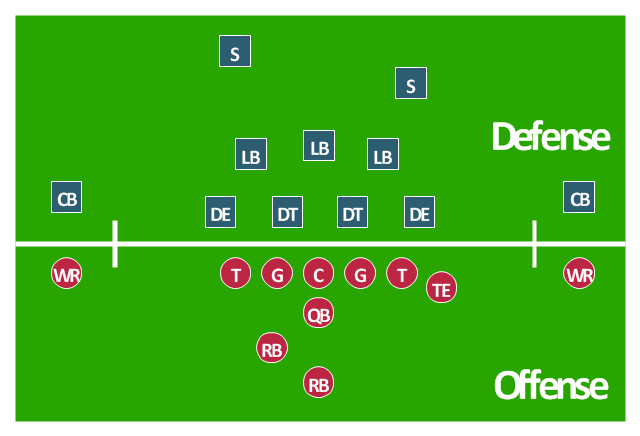 S
S
Defense
LB
LB
LB
CB
CB
DE
DT
DT
DE
WR
T
G
C
G
T
TE
WR
QB
RB
RB
Offense